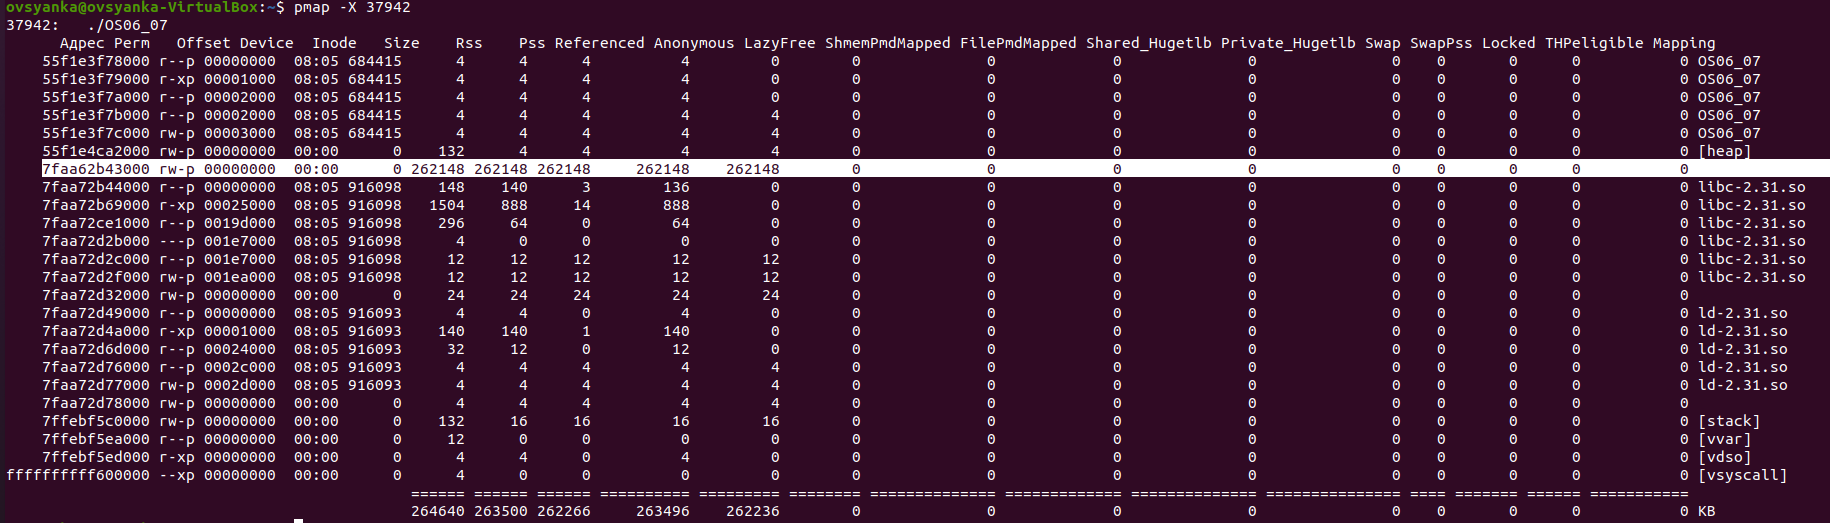 ovsyanka@ovsyanka-VirtualBox:~$ pmap -X 37942
37942:   ./OS06_07
Адрес Perm Offset Device Inode Size Rss Pss Referenced Anonymous LazyFree ShmemPmdMapped FilePmdMapped Shared_Hugetlb Private_Hugetlb Swap SwapPss Locked THPeligible Mapping
55f1e3f78000 r--p 00000000 08:05 684415 4 4 4 4 0 0 0 0 0 0 0 0 0 0 OS06_07
55f1e3f79000 r-xp 00001000 08:05 684415 4 4 4 4 0 0 0 0 0 0 0 0 0 0 OS06_07
55f1e3f7a000 r--p 00002000 08:05 684415 4 4 4 4 0 0 0 0 0 0 0 0 0 0 OS06_07
55f1e3f7b000 r--p 00002000 08:05 684415 4 4 4 4 4 0 0 0 0 0 0 0 0 0 OS06_07
55f1e3f7c000 rw-p 00003000 08:05 684415 4 4 4 4 4 0 0 0 0 0 0 0 0 0 OS06_07
55f1e4ca2000 rw-p 00000000 00:00 0 132 4 4 4 4 0 0 0 0 0 0 0 0 0 [heap]
7faa62b43000 rw-p 00000000 00:00 0 262148 262148 262148 262148 262148 0 0 0 0 0 0 0 0 0
7faa72b44000 r--p 00000000 08:05 916098 148 140 3 136 0 0 0 0 0 0 0 0 0 0 libc-2.31.so
7faa72b69000 r-xp 00025000 08:05 916098 1504 888 14 888 0 0 0 0 0 0 0 0 0 0 libc-2.31.so
7faa72ce1000 r--p 0019d000 08:05 916098 296 64 0 64 0 0 0 0 0 0 0 0 0 0 libc-2.31.so
7faa72d2b000 ---p 001e7000 08:05 916098 4 0 0 0 0 0 0 0 0 0 0 0 0 0 libc-2.31.so
7faa72d2c000 r--p 001e7000 08:05 916098 12 12 12 12 12 0 0 0 0 0 0 0 0 0 libc-2.31.so
7faa72d2f000 rw-p 001ea000 08:05 916098 12 12 12 12 12 0 0 0 0 0 0 0 0 0 libc-2.31.so
7faa72d32000 rw-p 00000000 00:00 0 24 24 24 24 24 0 0 0 0 0 0 0 0 0
7faa72d49000 r--p 00000000 08:05 916093 4 4 0 4 0 0 0 0 0 0 0 0 0 0 ld-2.31.so
7faa72d4a000 r-xp 00001000 08:05 916093 140 140 1 140 0 0 0 0 0 0 0 0 0 0 ld-2.31.so
7faa72d6d000 r--p 00024000 08:05 916093 32 12 0 12 0 0 0 0 0 0 0 0 0 0 ld-2.31.so
7faa72d76000 r--p 0002c000 08:05 916093 4 4 4 4 4 0 0 0 0 0 0 0 0 0 ld-2.31.so
7faa72d77000 rw-p 0002d000 08:05 916093 4 4 4 4 4 0 0 0 0 0 0 0 0 0 ld-2.31.so
7faa72d78000 rw-p 00000000 00:00 0 4 4 4 4 4 0 0 0 0 0 0 0 0 0
7ffebf5c0000 rw-p 00000000 00:00 0 132 16 16 16 16 0 0 0 0 0 0 0 0 0 [stack]
7ffebf5ea000 r--p 00000000 00:00 0 12 0 0 0 0 0 0 0 0 0 0 0 0 0 [vvar]
7ffebf5ed000 r-xp 00000000 00:00 0 4 4 0 4 0 0 0 0 0 0 0 0 0 0 [vdso]
ffffffffff600000 --xp 00000000 00:00 0 4 0 0 0 0 0 0 0 0 0 0 0 0 0 [vsyscall]
====== ====== ====== ========== ========= ======== ============== ============= ============== =============== ==== ======= ====== ===========
264640 263500 262266 263496 262236 0 0 0 0 0 0 0 0 0 KB